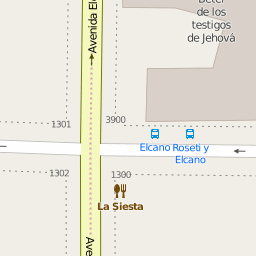 Betel
de los
testigos
de Jehová
Avenida El
3900
1301
Elcano Roseti y
Elcano
1302
1300
La Siesta
Ave